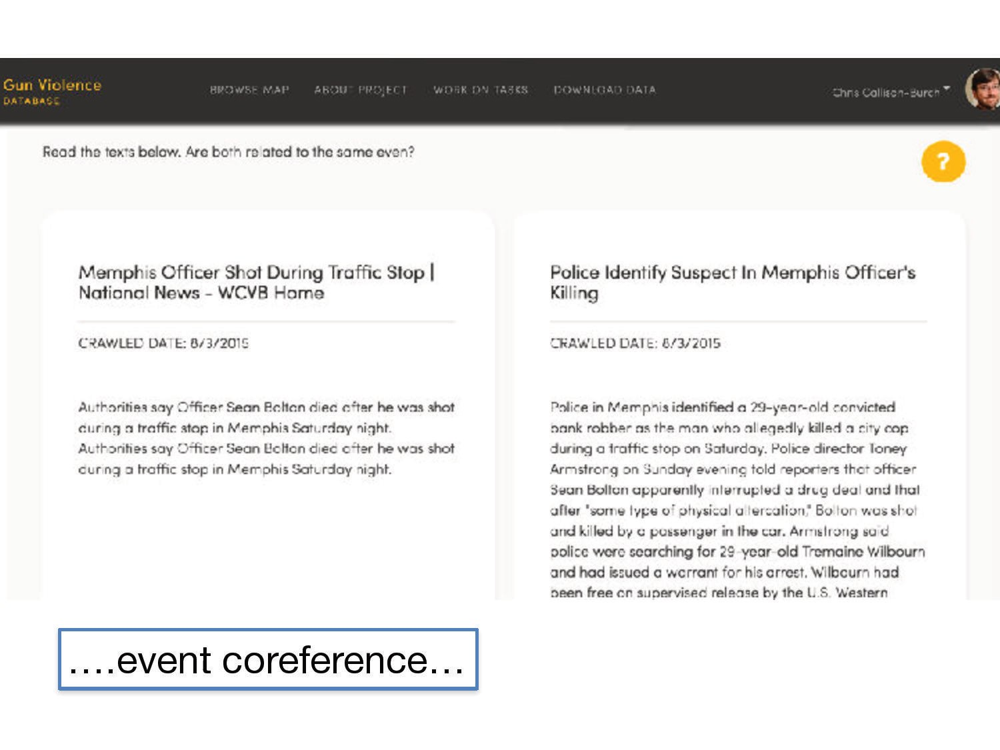 Gun Violence
DATABASE
BROWSE MAP ABOUT PROJECT WORK ON TASKS DOWNLOAD DATA
Chris Callison-Burch
Read the texts below. Are both related to the same even?
?
Memphis Officer Shot During Traffic Stop |
National News - WCVB Home
CRAWLED DATE: 8/3/2015
Authorities say Officer Sean Bolton died after he was shot
during a traffic stop in Memphis Saturday night.
Authorities say Officer Sean Bolton died after he was shot
during a traffic stop in Memphis Saturday night.
Police Identify Suspect In Memphis Officer's
Killing
CRAWLED DATE: 8/3/2015
Police in Memphis identified a 29-year-old convicted
bank robber as the man who allegedly killed a city cop
during a traffic stop on Saturday. Police director Toney
Armstrong on Sunday evening told reporters that officer
Sean Bolton apparently interrupted a drug deal and that
after "some type of physical altercation," Bolton was shot
and killed by a passenger in the car. Armstrong said
police were searching for 29-year-old Tremaine Wilbourn
and had issued a warrant for his arrest. Wilbourn had
been free on supervised release by the U.S. Western
....event coreference...